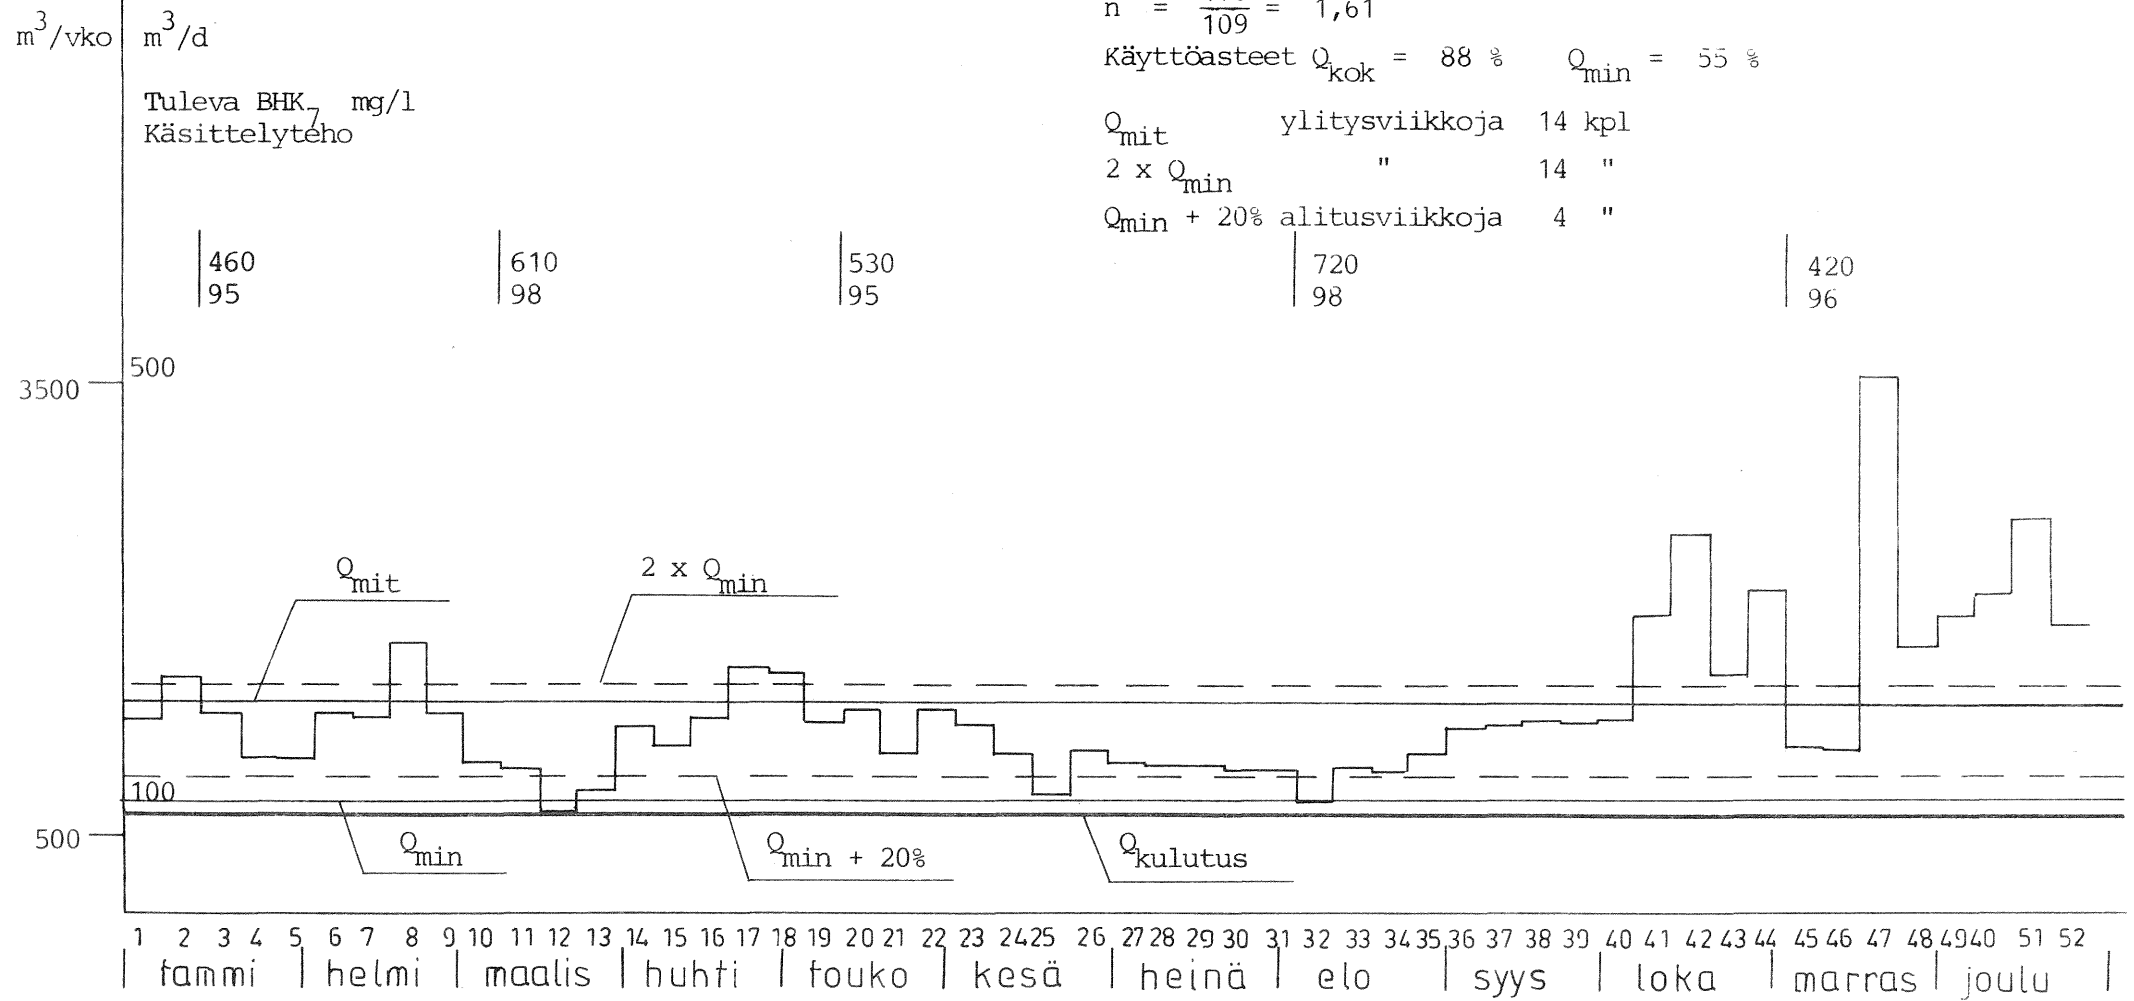 m³/vko m³/d
n = 109 = 1,61
Käyttöasteet Qkok = 88 % Qmin = 55 %
Tuleva BHK7 mg/l
Käsittelyteho
Qmit ylitysviikkoja 14 kpl
2 x Qmin " 14 "
Qmin + 20% alitusviikkoja 4 "
460 610 530 720 420
95 98 95 98 96
500
3500
Qmit 2 x Qmin
100
500
Qmin Qmin + 20% Qkulutus
1 2 3 4 5 6 7 8 9 10 11 12 13 14 15 16 17 18 19 20 21 22 23 24 25 26 27 28 29 30 31 32 33 34 35 36 37 38 39 40 41 42 43 44 45 46 47 48 49 40 51 52
tammi helmi maalis huhti touko kesä heinä elo syys loka marras joulu